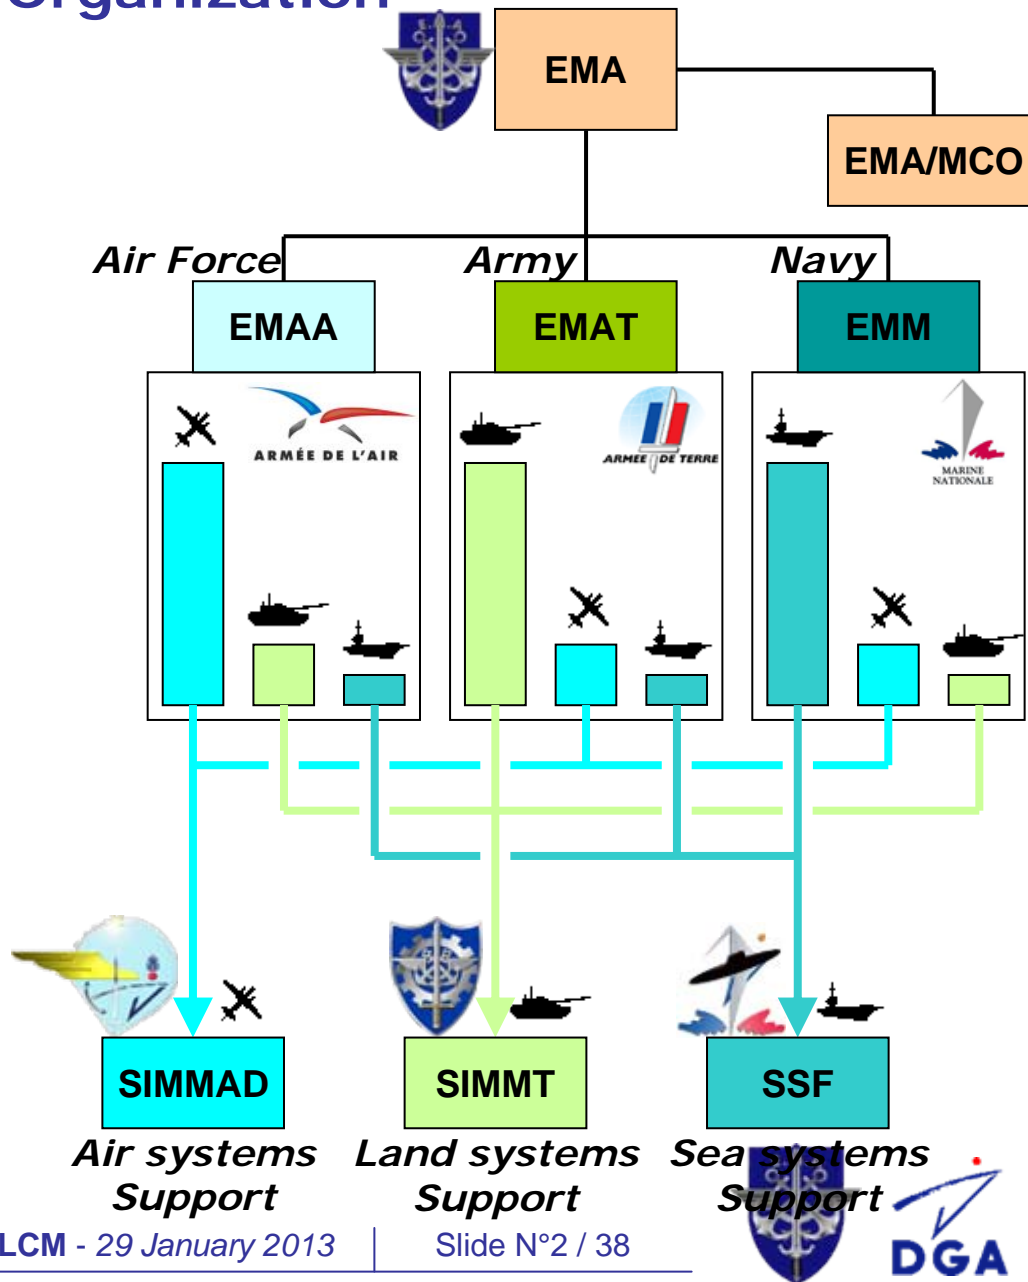 Organization
EMA
EMA/MCO
Air Force
Army
Navy
EMAA
EMAT
EMM
ARMÉE DE L'AIR
ARMEE DE TERRE
MARINE
NATIONALE
SIMMAD
SIMMT
SSF
Air systems
Support
Land systems
Support
Sea systems
Support
LCM - 29 January 2013
Slide N°2 / 38
DGA